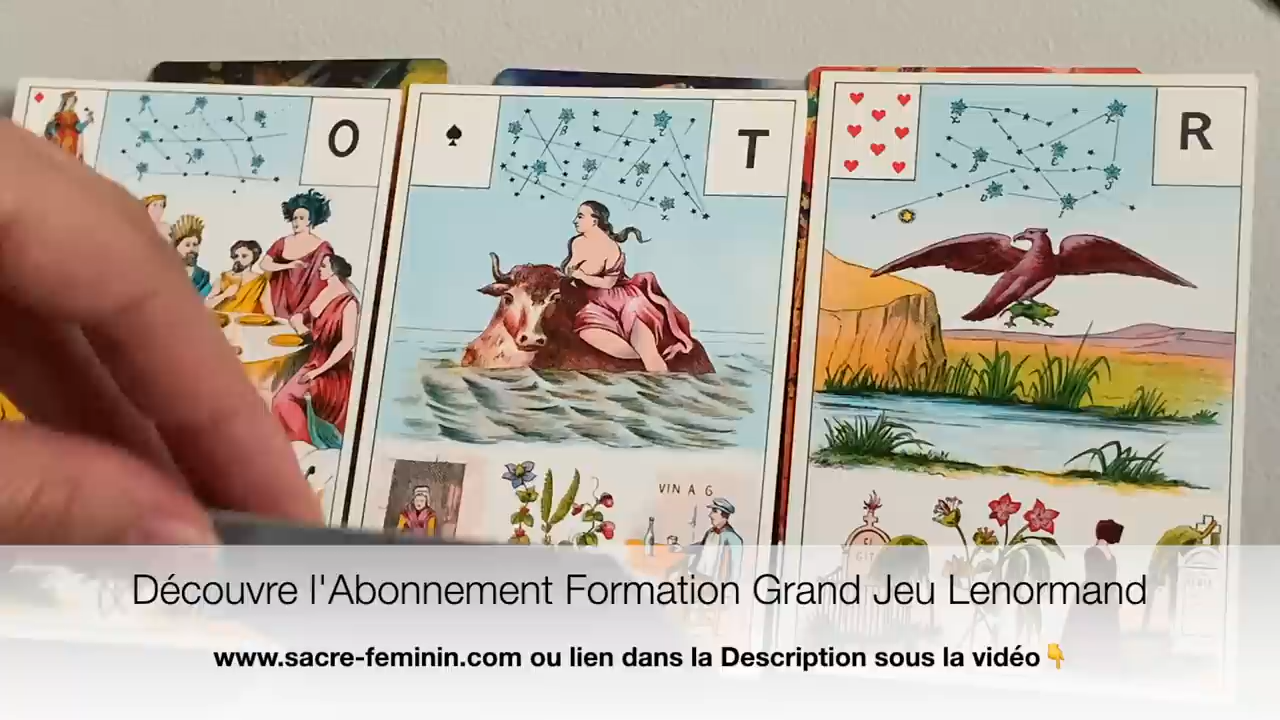 O
T
R
VIN A 6
Découvre l'Abonnement Formation Grand Jeu Lenormand
www.sacre-feminin.com ou lien dans la Description sous la vidéo👇